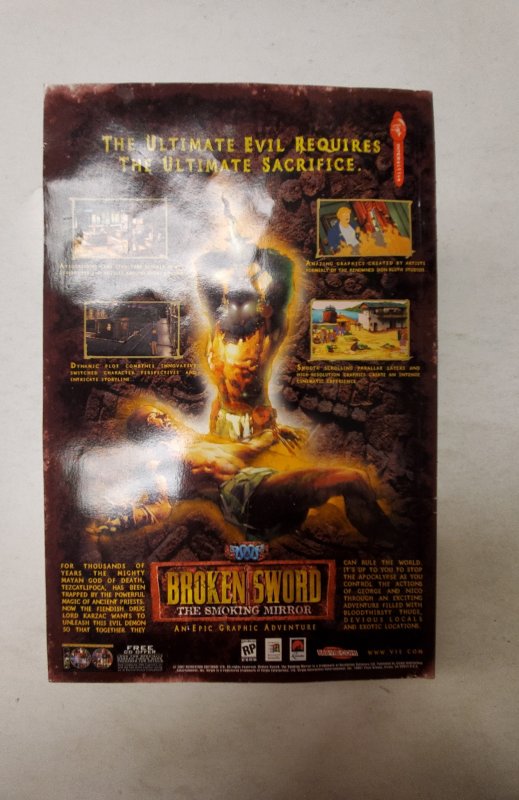 THE ULTIMATE EVIL REQUIRES
THE ULTIMATE SACRIFICE.
AMAZING GRAPHICS CREATED BY ARTISTS
FORMERLY OF THE RENOWNED DON BLUTH STUDIOS
DYNAMIC PLOT COMBINES INNOVATIVE
SWITCHED CHARACTER PERSPECTIVES AND
INTRICATE STORYLINE
SMOOTH SCROLLING PARALLAX LAYERS AND
HIGH-RESOLUTION GRAPHICS CREATE AN INTENSE
CINEMATIC EXPERIENCE
FOR THOUSANDS OF
YEARS THE MIGHTY
MAYAN GOD OF DEATH,
TEZCATLIPOCA, HAS BEEN
TRAPPED BY THE POWERFUL
MAGIC OF ANCIENT PRIESTS.
NOW THE FIENDISH DRUG
LORD KARZAC WANTS TO
UNLEASH THIS EVIL DEMON
SO THAT TOGETHER THEY
BROKEN SWORD
THE SMOKING MIRROR
AN EPIC GRAPHIC ADVENTURE
CAN RULE THE WORLD.
IT'S UP TO YOU TO STOP
THE APOCALYPSE AS YOU
CONTROL THE ACTIONS
OF GEORGE AND NICO
THROUGH AN EXCITING
ADVENTURE FILLED WITH
BLOODTHIRSTY THUGS,
DEVIOUS LOCALS
AND EXOTIC LOCATIONS.
FREE
CD OFFER
RP
WWW.VIE.COM